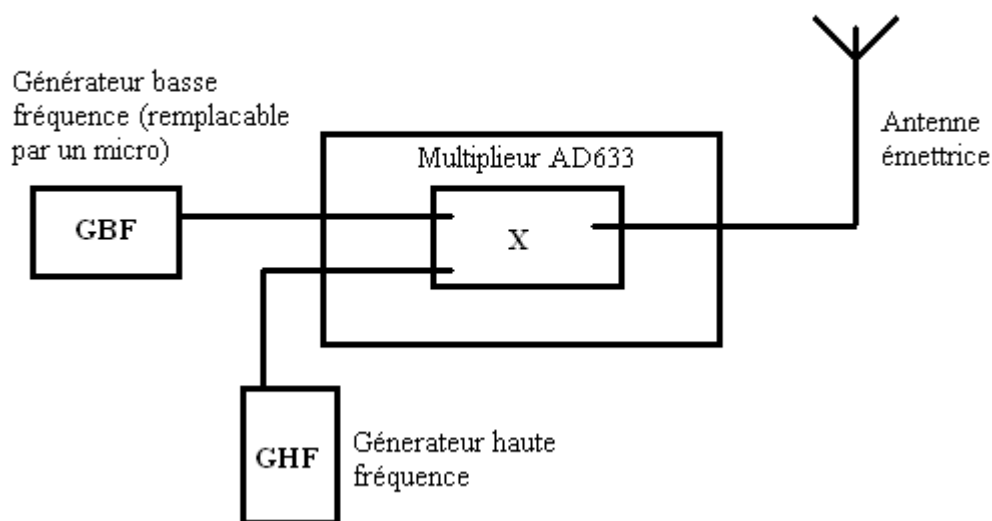 Générateur basse
fréquence (remplacable
par un micro)
GBF
Multiplieur AD633
X
Antenne
émettrice
GHF
Génerateur haute
fréquence